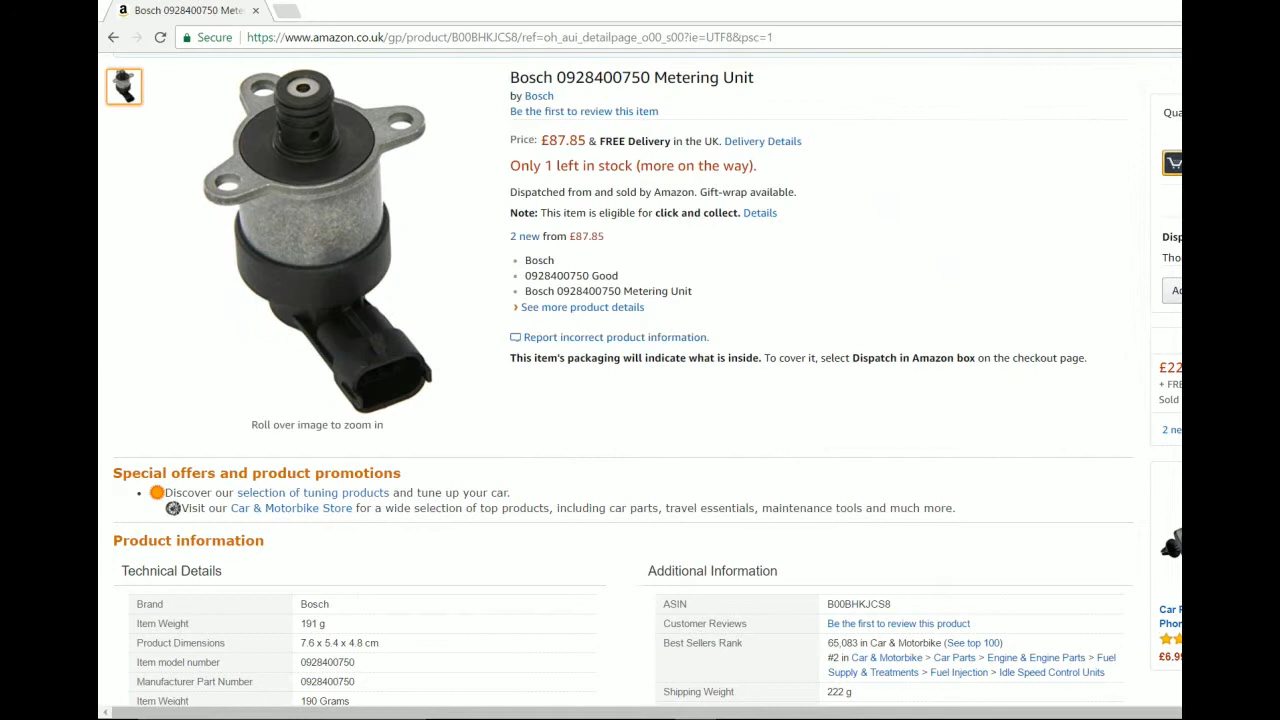 Bosch 0928400750 Mete
Secure https://www.amazon.co.uk/gp/product/B00BHKJCS8/ref=oh_aui_detailpage_o00_s00?ie=UTF8&psc=1
Bosch 0928400750 Metering Unit
by Bosch
Be the first to review this item
Price: £87.85 & FREE Delivery in the UK. Delivery Details
Only 1 left in stock (more on the way).
Dispatched from and sold by Amazon. Gift-wrap available.
Note: This item is eligible for click and collect. Details
2 new from £87.85
Bosch
0928400750 Good
Bosch 0928400750 Metering Unit
See more product details
Report incorrect product information.
This item's packaging will indicate what is inside. To cover it, select Dispatch in Amazon box on the checkout page.
Roll over image to zoom in
Qua
Disp
Tho
Ad
£22
+ FRE
Sold
2 ne
Special offers and product promotions
Discover our selection of tuning products and tune up your car.
Visit our Car & Motorbike Store for a wide selection of top products, including car parts, travel essentials, maintenance tools and much more.
Product information
Technical Details
Brand Bosch
Item Weight 191 g
Product Dimensions 7.6 x 5.4 x 4.8 cm
Item model number 0928400750
Manufacturer Part Number 0928400750
Item Weight 190 Grams
Additional Information
ASIN B00BHKJCS8
Customer Reviews Be the first to review this product
Best Sellers Rank 65,083 in Car & Motorbike (See top 100)
#2 in Car & Motorbike > Car Parts > Engine & Engine Parts > Fuel
Supply & Treatments > Fuel Injection > Idle Speed Control Units
Shipping Weight 222 g
Car P
Phon
£6.99